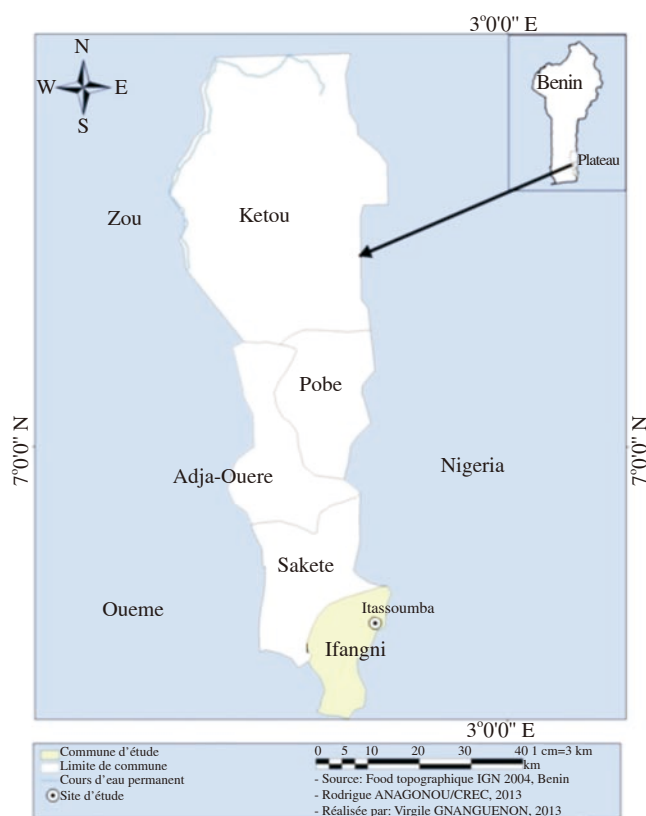 3°0'0" E
N
W E
S
Benin
Plateau
Zou
Ketou
Pobe
7°0'0" N
7°0'0" N
Adja-Ouere
Nigeria
Sakete
Oueme
Itassoumba
Ifangni
3°0'0" E
Commune d'étude
Limite de commune
Cours d'eau permanent
Site d'étude
0 5 10 20 30 40 1 cm=3 km
km
- Source: Food topographique IGN 2004, Benin
- Rodrigue ANAGONOU/CREC, 2013
- Réalisée par: Virgile GNANGUENON, 2013